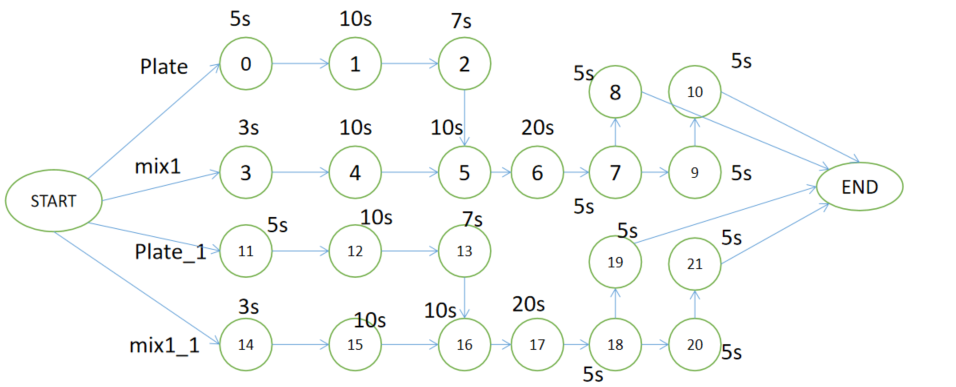 5s 10s 7s
Plate 0 1 2
5s 8 10 5s
3s 10s 10s 20s
mix1 3 4 5 6 7 9 5s
5s
START END
5s 10s 7s
Plate_1 11 12 13
5s 19 21 5s
3s 10s 10s 20s
mix1_1 14 15 16 17 18 20 5s
5s